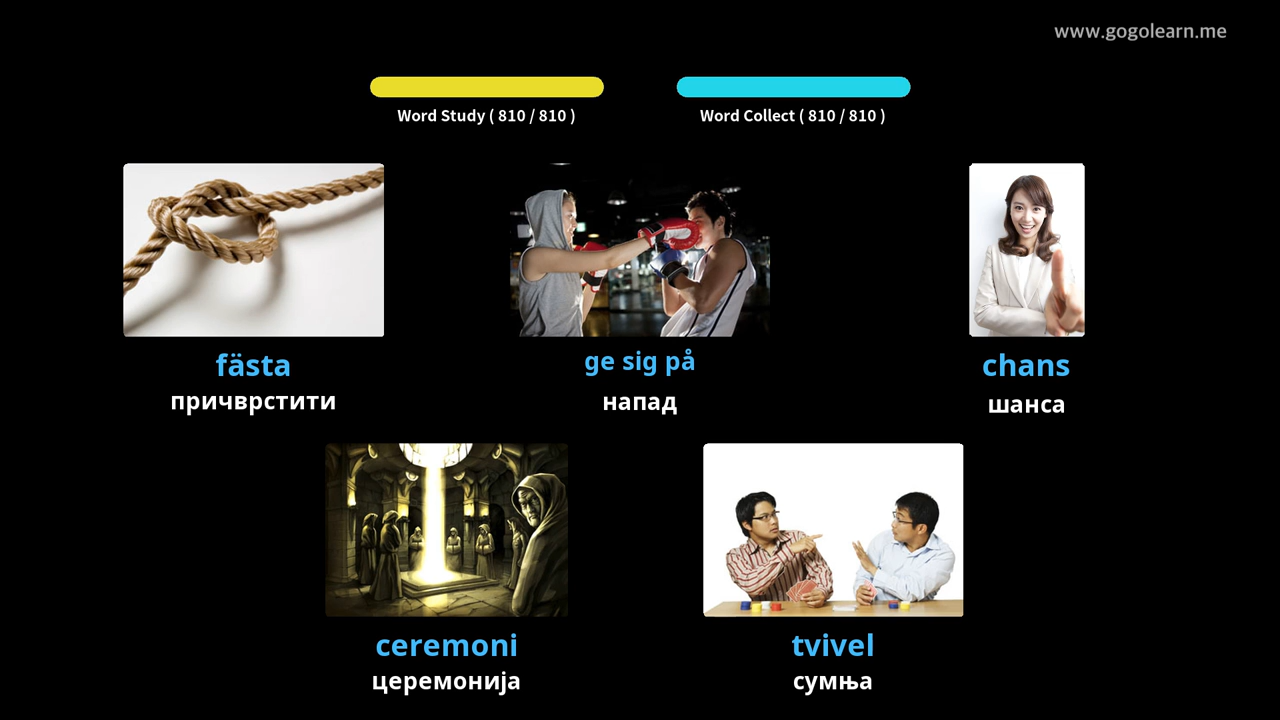 www.gogolearn.me
Word Study ( 810 / 810 )
Word Collect ( 810 / 810 )
fästa
причврстити
ge sig på
напад
chans
шанса
ceremoni
церемонија
tvivel
сумња